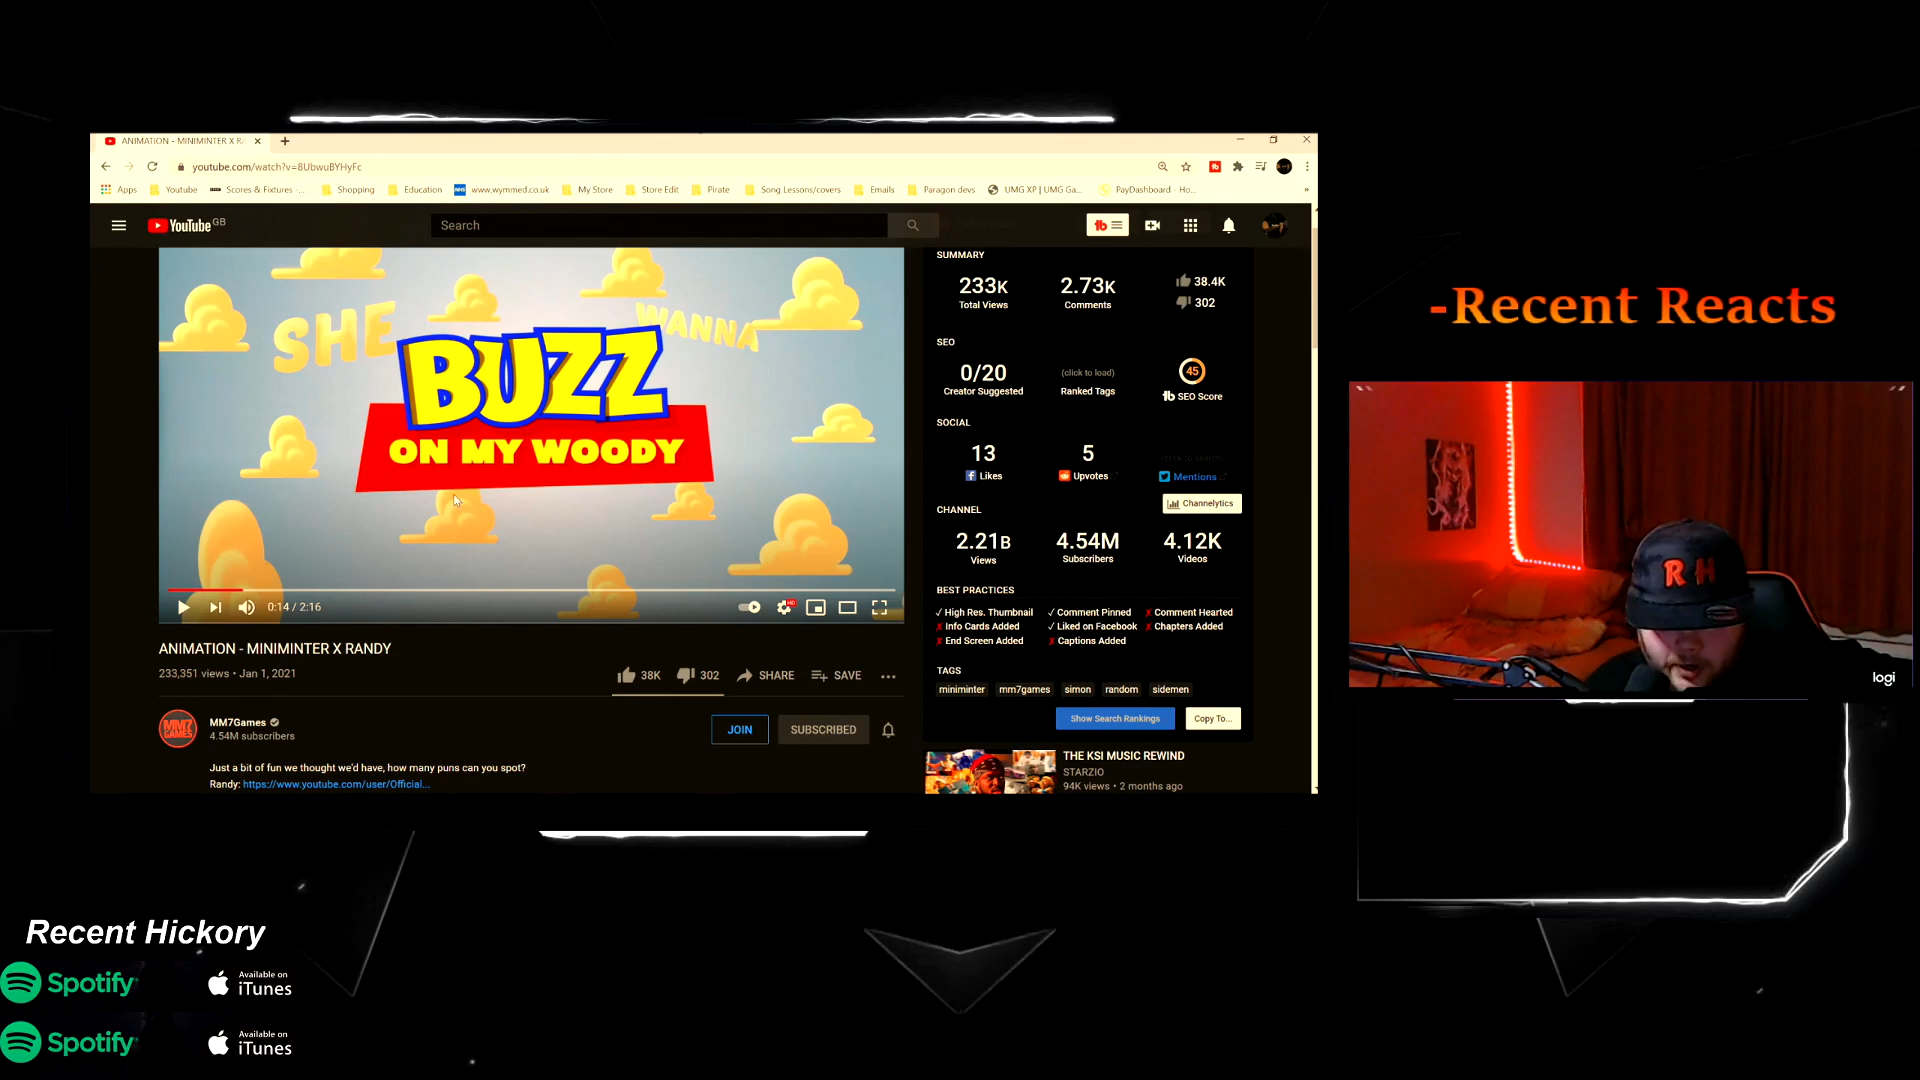 ANIMATION - MINIMINTER X R
youtube.com/watch?v=8UbwuBYHyFc
Apps Youtube Scores & Fixtures -... Shopping Education www.wymmed.co.uk My Store Store Edit Pirate Song Lessons/covers Emails Paragon devs UMG XP | UMG Ga... PayDashboard - Ho...
YouTube GB
Search
SHE WANNA
BUZZ
ON MY WOODY
0:14 / 2:16
ANIMATION - MINIMINTER X RANDY
233,351 views • Jan 1, 2021
38K 302 SHARE SAVE
MM7 GAMES
MM7Games
4.54M subscribers
JOIN SUBSCRIBED
Just a bit of fun we thought we'd have, how many puns can you spot?
Randy: https://www.youtube.com/user/Official...
SUMMARY
233K 2.73K 38.4K
Total Views Comments 302
SEO
0/20 (click to load) 45
Creator Suggested Ranked Tags tb SEO Score
SOCIAL
13 5
Likes Upvotes Mentions
CHANNEL Channelytics
2.21B 4.54M 4.12K
Views Subscribers Videos
BEST PRACTICES
✓ High Res. Thumbnail ✓ Comment Pinned ✗ Comment Hearted
✗ Info Cards Added ✓ Liked on Facebook ✗ Chapters Added
✗ End Screen Added ✗ Captions Added
TAGS
miniminter mm7games simon random sidemen
Show Search Rankings Copy To...
THE KSI MUSIC REWIND
STARZIO
94K views • 2 months ago
-Recent Reacts
RH
logi
Recent Hickory
Spotify Available on iTunes
Spotify Available on iTunes